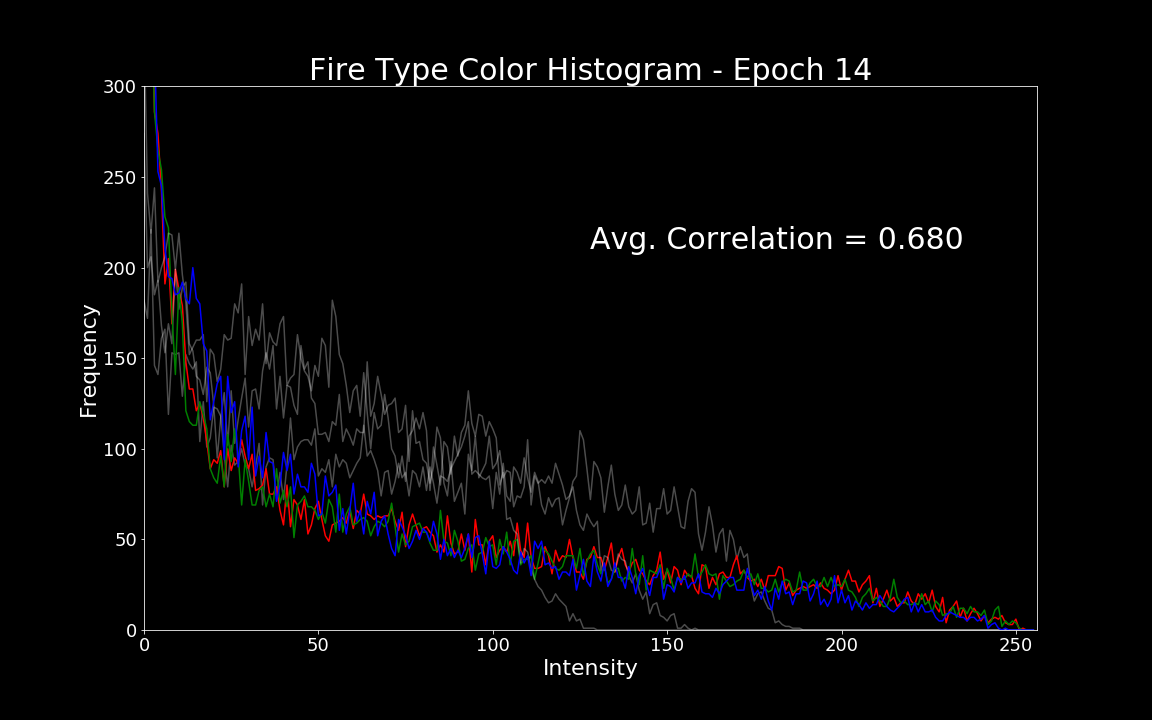 Fire Type Color Histogram - Epoch 14
300
250
200
150
100
50
0
Frequency
Avg. Correlation = 0.680
0 50 100 150 200 250
Intensity